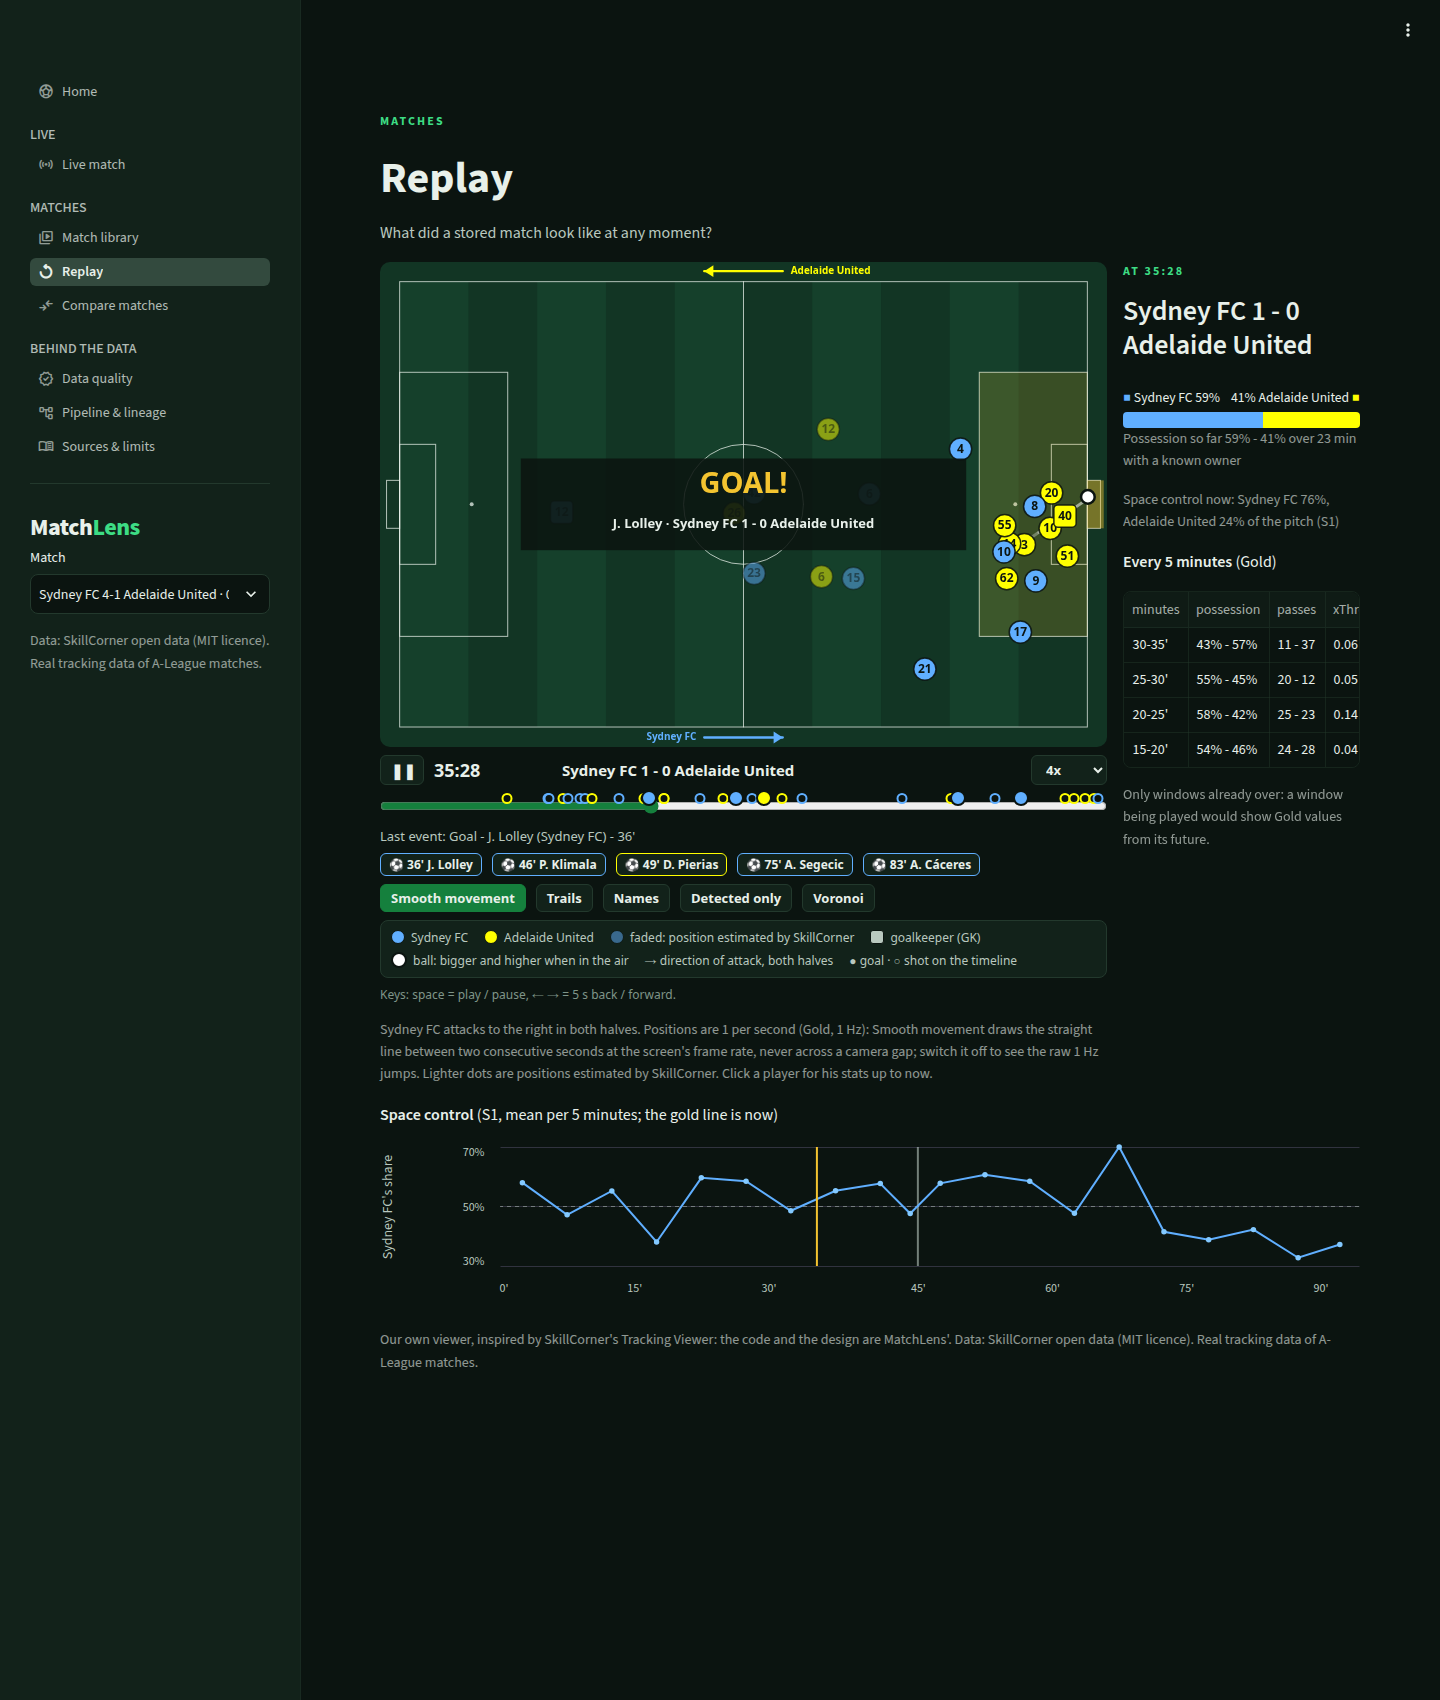 Home
LIVE
Live match
MATCHES
Match library
Replay
Compare matches
BEHIND THE DATA
Data quality
Pipeline & lineage
Sources & limits
MatchLens
Match
Sydney FC 4-1 Adelaide United ·
Data: SkillCorner open data (MIT licence).
Real tracking data of A-League matches.
MATCHES
Replay
What did a stored match look like at any moment?
Adelaide United
12
4
20
8
40
55
10
3
10
51
62
9
23
6
15
17
21
GOAL!
J. Lolley · Sydney FC 1 - 0 Adelaide United
Sydney FC
35:28
Sydney FC 1 - 0 Adelaide United
4x
Last event: Goal - J. Lolley (Sydney FC) - 36'
36' J. Lolley
46' P. Klimala
49' D. Pierias
75' A. Segecic
83' A. Cáceres
Smooth movement
Trails
Names
Detected only
Voronoi
Sydney FC
Adelaide United
faded: position estimated by SkillCorner
goalkeeper (GK)
ball: bigger and higher when in the air
→ direction of attack, both halves
● goal · ○ shot on the timeline
Keys: space = play / pause, ← → = 5 s back / forward.
Sydney FC attacks to the right in both halves. Positions are 1 per second (Gold, 1 Hz): Smooth movement draws the straight
line between two consecutive seconds at the screen's frame rate, never across a camera gap; switch it off to see the raw 1 Hz
jumps. Lighter dots are positions estimated by SkillCorner. Click a player for his stats up to now.
AT 35:28
Sydney FC 1 - 0
Adelaide United
Sydney FC 59% 41% Adelaide United
Possession so far 59% - 41% over 23 min
with a known owner
Space control now: Sydney FC 76%,
Adelaide United 24% of the pitch (S1)
Every 5 minutes (Gold)
minutes possession passes xThr
30-35' 43% - 57% 11 - 37 0.06
25-30' 55% - 45% 20 - 12 0.05
20-25' 58% - 42% 25 - 23 0.14
15-20' 54% - 46% 24 - 28 0.04
Only windows already over: a window
being played would show Gold values
from its future.
Space control (S1, mean per 5 minutes; the gold line is now)
Sydney FC's share
70%
50%
30%
0' 15' 30' 45' 60' 75' 90'
Our own viewer, inspired by SkillCorner's Tracking Viewer: the code and the design are MatchLens'. Data: SkillCorner open data (MIT licence). Real tracking data of A-
League matches.